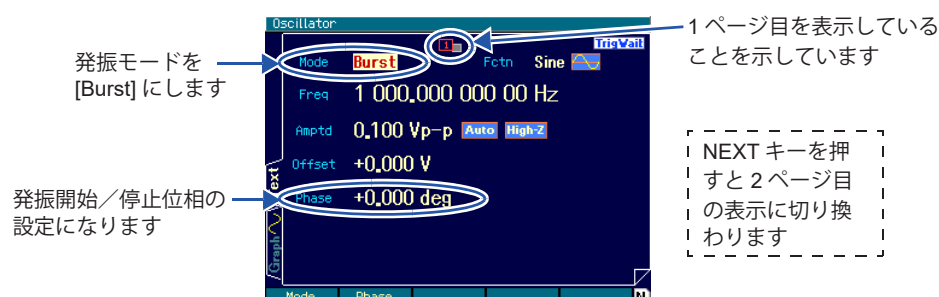 Oscillator
1
TrigWait
Mode Burst Fctn Sine
Freq 1 000.000 000 00 Hz
Amptd 0.100 Vp-p Auto High-Z
Offset +0.000 V
Phase +0.000 deg
Text
Graph
Mode Phase N
発振モードを
[Burst] にします
発振開始／停止位相の
設定になります
1 ページ目を表示している
ことを示しています
NEXT キーを押
すと 2 ページ目
の表示に切り換
わります